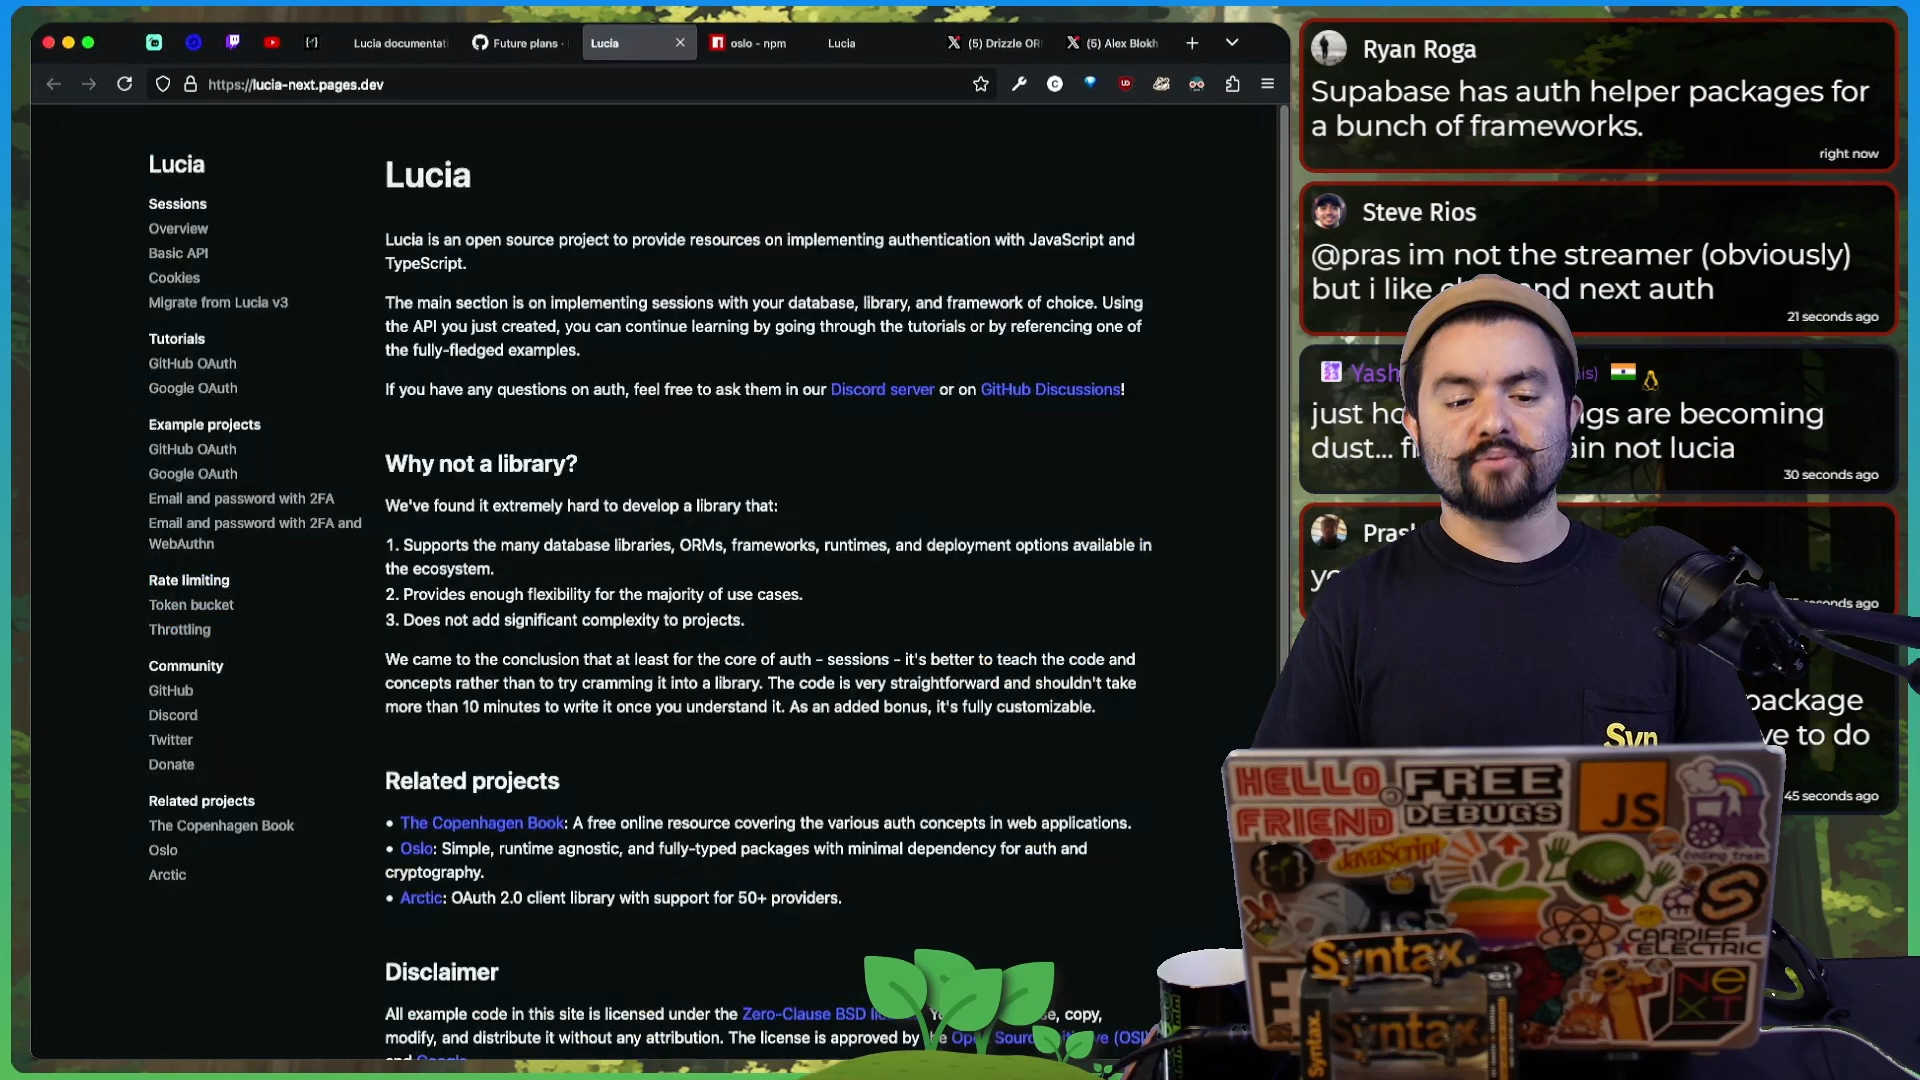 Lucia documentati
Future plans ·
Lucia
oslo - npm
Lucia
(5) Drizzle OR
(5) Alex Blokh
https://lucia-next.pages.dev
Lucia
Sessions
Overview
Basic API
Cookies
Migrate from Lucia v3
Tutorials
GitHub OAuth
Google OAuth
Example projects
GitHub OAuth
Google OAuth
Email and password with 2FA
Email and password with 2FA and
WebAuthn
Rate limiting
Token bucket
Throttling
Community
GitHub
Discord
Twitter
Donate
Related projects
The Copenhagen Book
Oslo
Arctic
Lucia
Lucia is an open source project to provide resources on implementing authentication with JavaScript and
TypeScript.
The main section is on implementing sessions with your database, library, and framework of choice. Using
the API you just created, you can continue learning by going through the tutorials or by referencing one of
the fully-fledged examples.
If you have any questions on auth, feel free to ask them in our Discord server or on GitHub Discussions!
Why not a library?
We've found it extremely hard to develop a library that:
1. Supports the many database libraries, ORMs, frameworks, runtimes, and deployment options available in
the ecosystem.
2. Provides enough flexibility for the majority of use cases.
3. Does not add significant complexity to projects.
We came to the conclusion that at least for the core of auth - sessions - it's better to teach the code and
concepts rather than to try cramming it into a library. The code is very straightforward and shouldn't take
more than 10 minutes to write it once you understand it. As an added bonus, it's fully customizable.
Related projects
• The Copenhagen Book: A free online resource covering the various auth concepts in web applications.
• Oslo: Simple, runtime agnostic, and fully-typed packages with minimal dependency for auth and
cryptography.
• Arctic: OAuth 2.0 client library with support for 50+ providers.
Disclaimer
All example code in this site is licensed under the Zero-Clause BSD copy,
modify, and distribute it without any attribution. The license is approved by (OSI)
and Google
Ryan Roga
Supabase has auth helper packages for
a bunch of frameworks.
right now
Steve Rios
@pras im not the streamer (obviously)
but i like nd next auth
21 seconds ago
Yash
just ho gs are becoming
dust... ain not lucia
30 seconds ago
Pras
seconds ago
package
ve to do
45 seconds ago
Syn
HELLO
FRIEND
FREE
DEBUGS
JS
JavaScript
coding train
CARDIFF
ELECTRIC
Syntax.
NEXT
Syntax.
Syntax.